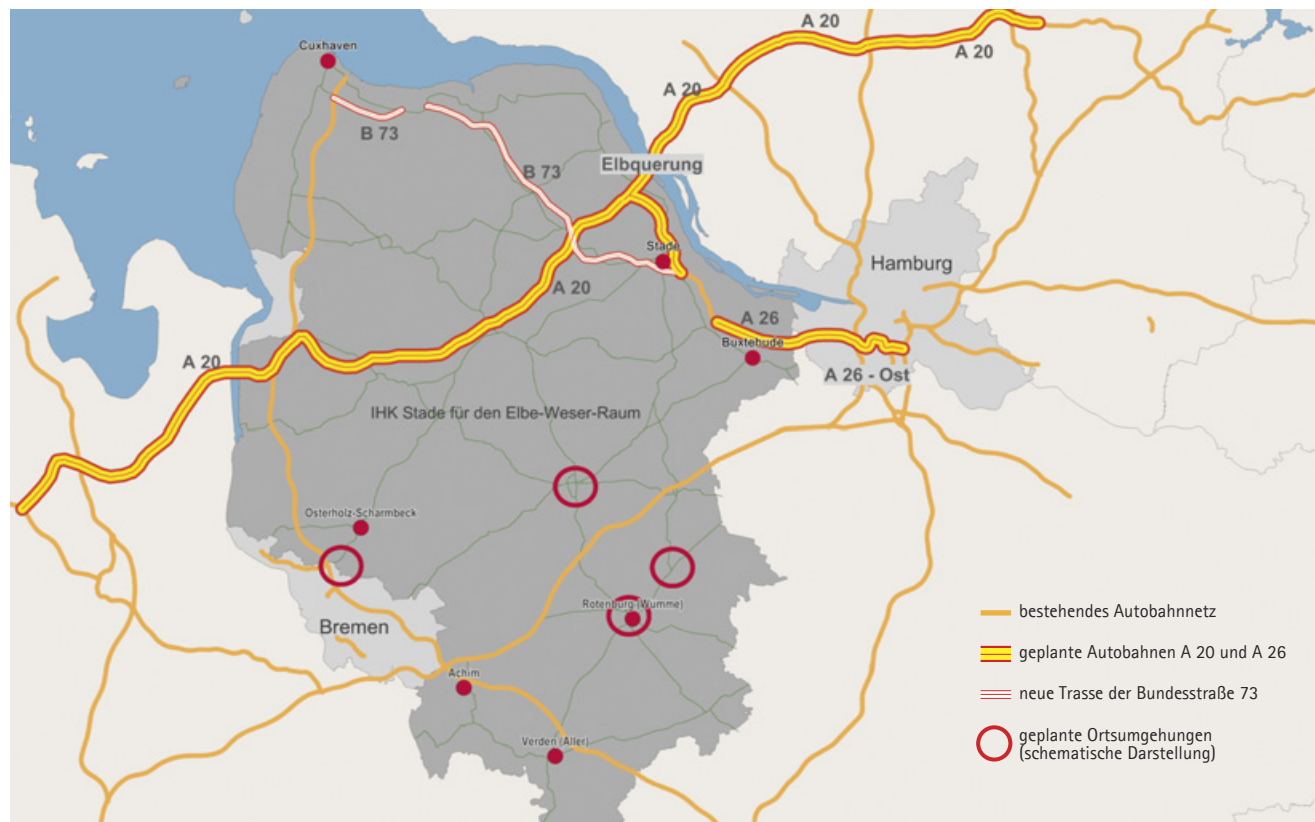 A 20
A 20
Cuxhaven
A 20
B 73
Elbquerung
B 73
Stade
Hamburg
A 20
A 26
Buxtehude
A 20
A 26 - Ost
IHK Stade für den Elbe-Weser-Raum
Osterholz-Scharmbeck
Rotenburg (Wumme)
bestehendes Autobahnnetz
Bremen
geplante Autobahnen A 20 und A 26
Achim
neue Trasse der Bundesstraße 73
Verden (Aller)
geplante Ortsumgehungen
(schematische Darstellung)